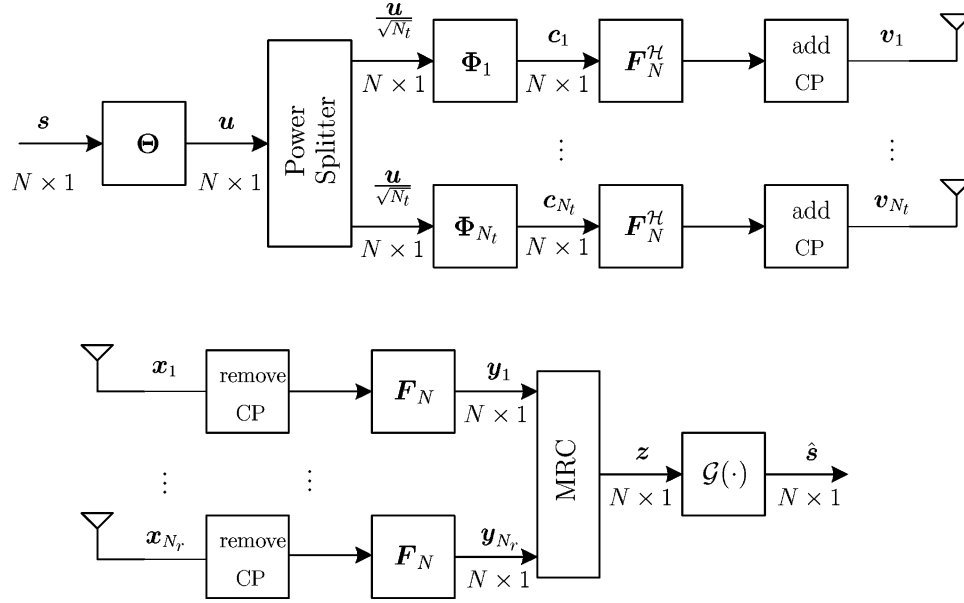 s
N × 1
Θ
u
N × 1
Power
Splitter
u/√N_t
N × 1
Φ_1
c_1
N × 1
F_N^ℋ
add
CP
v_1
⋮
⋮
u/√N_t
N × 1
Φ_{N_t}
c_{N_t}
N × 1
F_N^ℋ
add
CP
v_{N_t}
x_1
remove
CP
F_N
y_1
N × 1
⋮
⋮
x_{N_r}
remove
CP
F_N
y_{N_r}
N × 1
MRC
z
N × 1
𝒢(·)
ŝ
N × 1